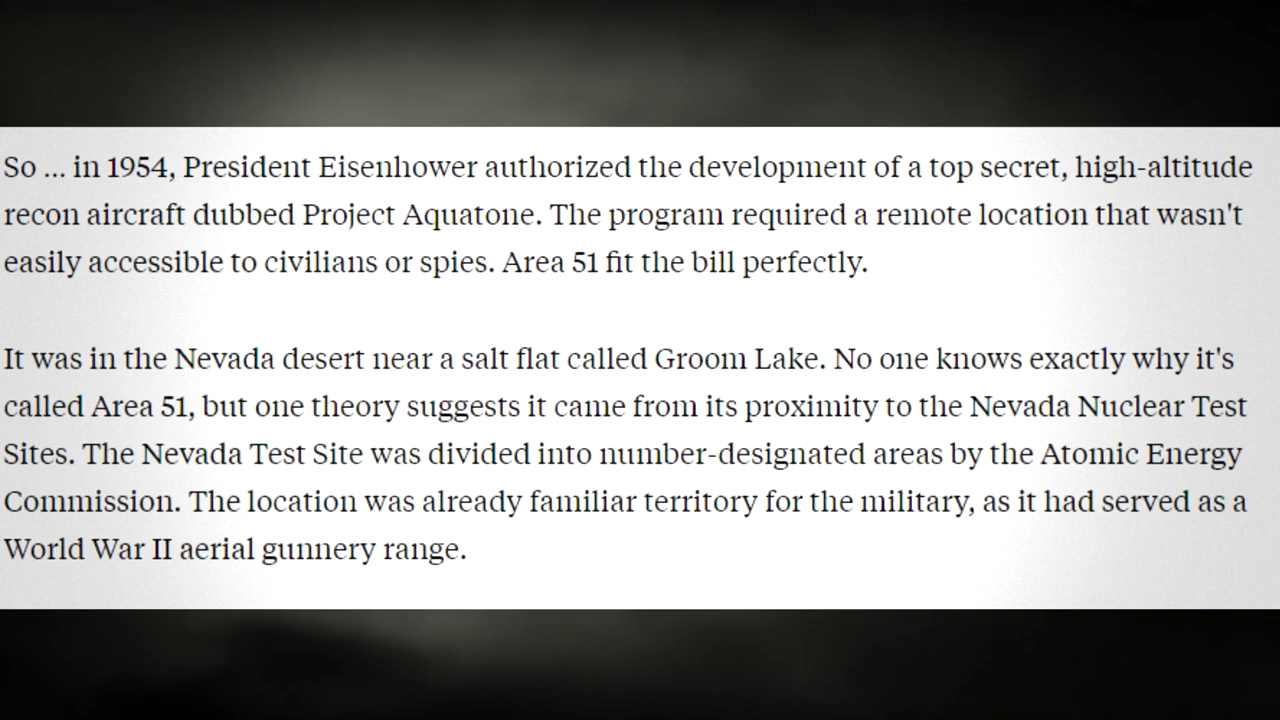 So ... in 1954, President Eisenhower authorized the development of a top secret, high-altitude
recon aircraft dubbed Project Aquatone. The program required a remote location that wasn't
easily accessible to civilians or spies. Area 51 fit the bill perfectly.
It was in the Nevada desert near a salt flat called Groom Lake. No one knows exactly why it's
called Area 51, but one theory suggests it came from its proximity to the Nevada Nuclear Test
Sites. The Nevada Test Site was divided into number-designated areas by the Atomic Energy
Commission. The location was already familiar territory for the military, as it had served as a
World War II aerial gunnery range.